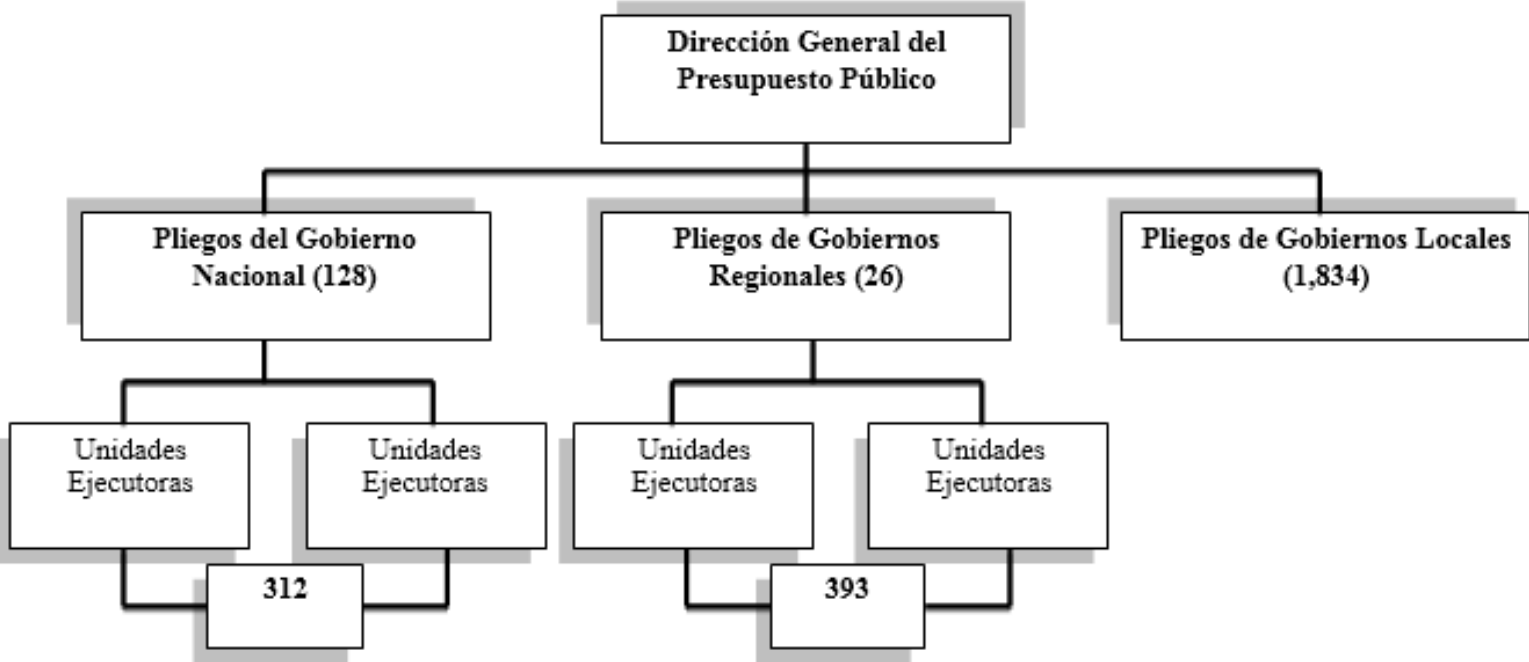 Dirección General del
Presupuesto Público
Pliegos del Gobierno
Nacional (128)
Pliegos de Gobiernos
Regionales (26)
Pliegos de Gobiernos Locales
(1,834)
Unidades
Ejecutoras
Unidades
Ejecutoras
Unidades
Ejecutoras
Unidades
Ejecutoras
312
393